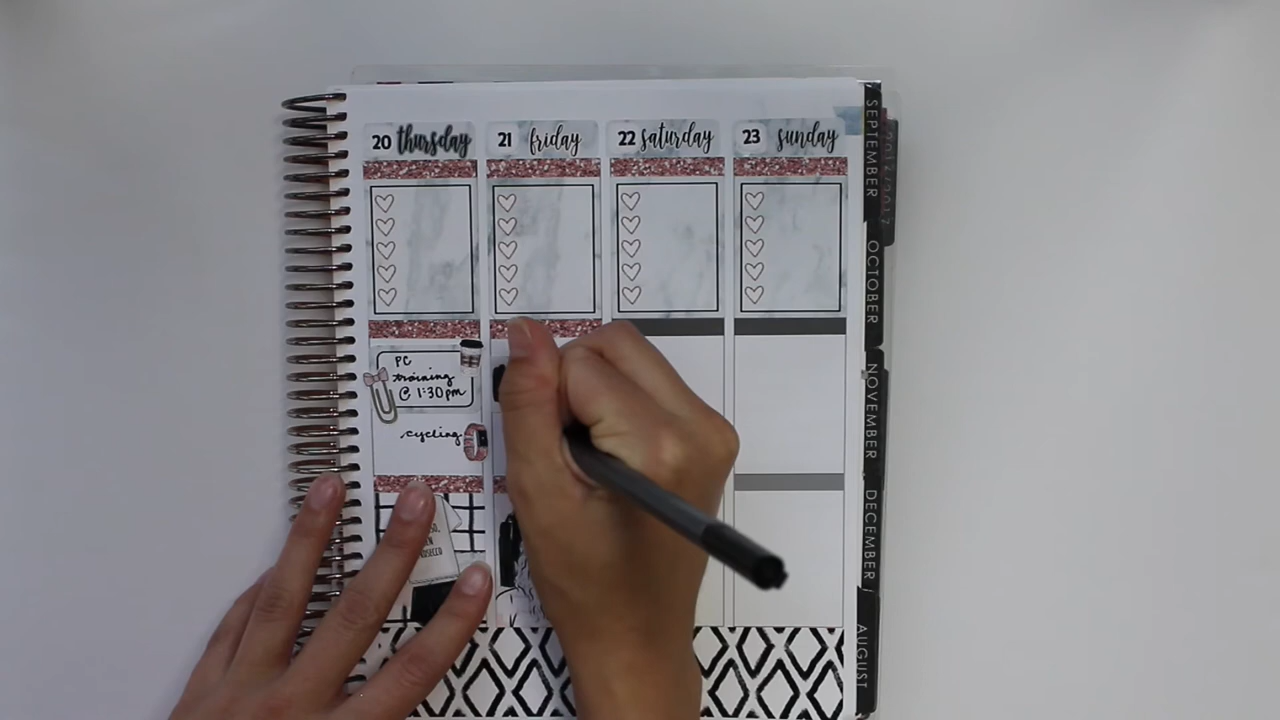 20 thursday
21 friday
22 saturday
23 sunday
PC
training
@ 1:30pm
cycling
SEPTEMBER
OCTOBER
NOVEMBER
DECEMBER
AUGUST